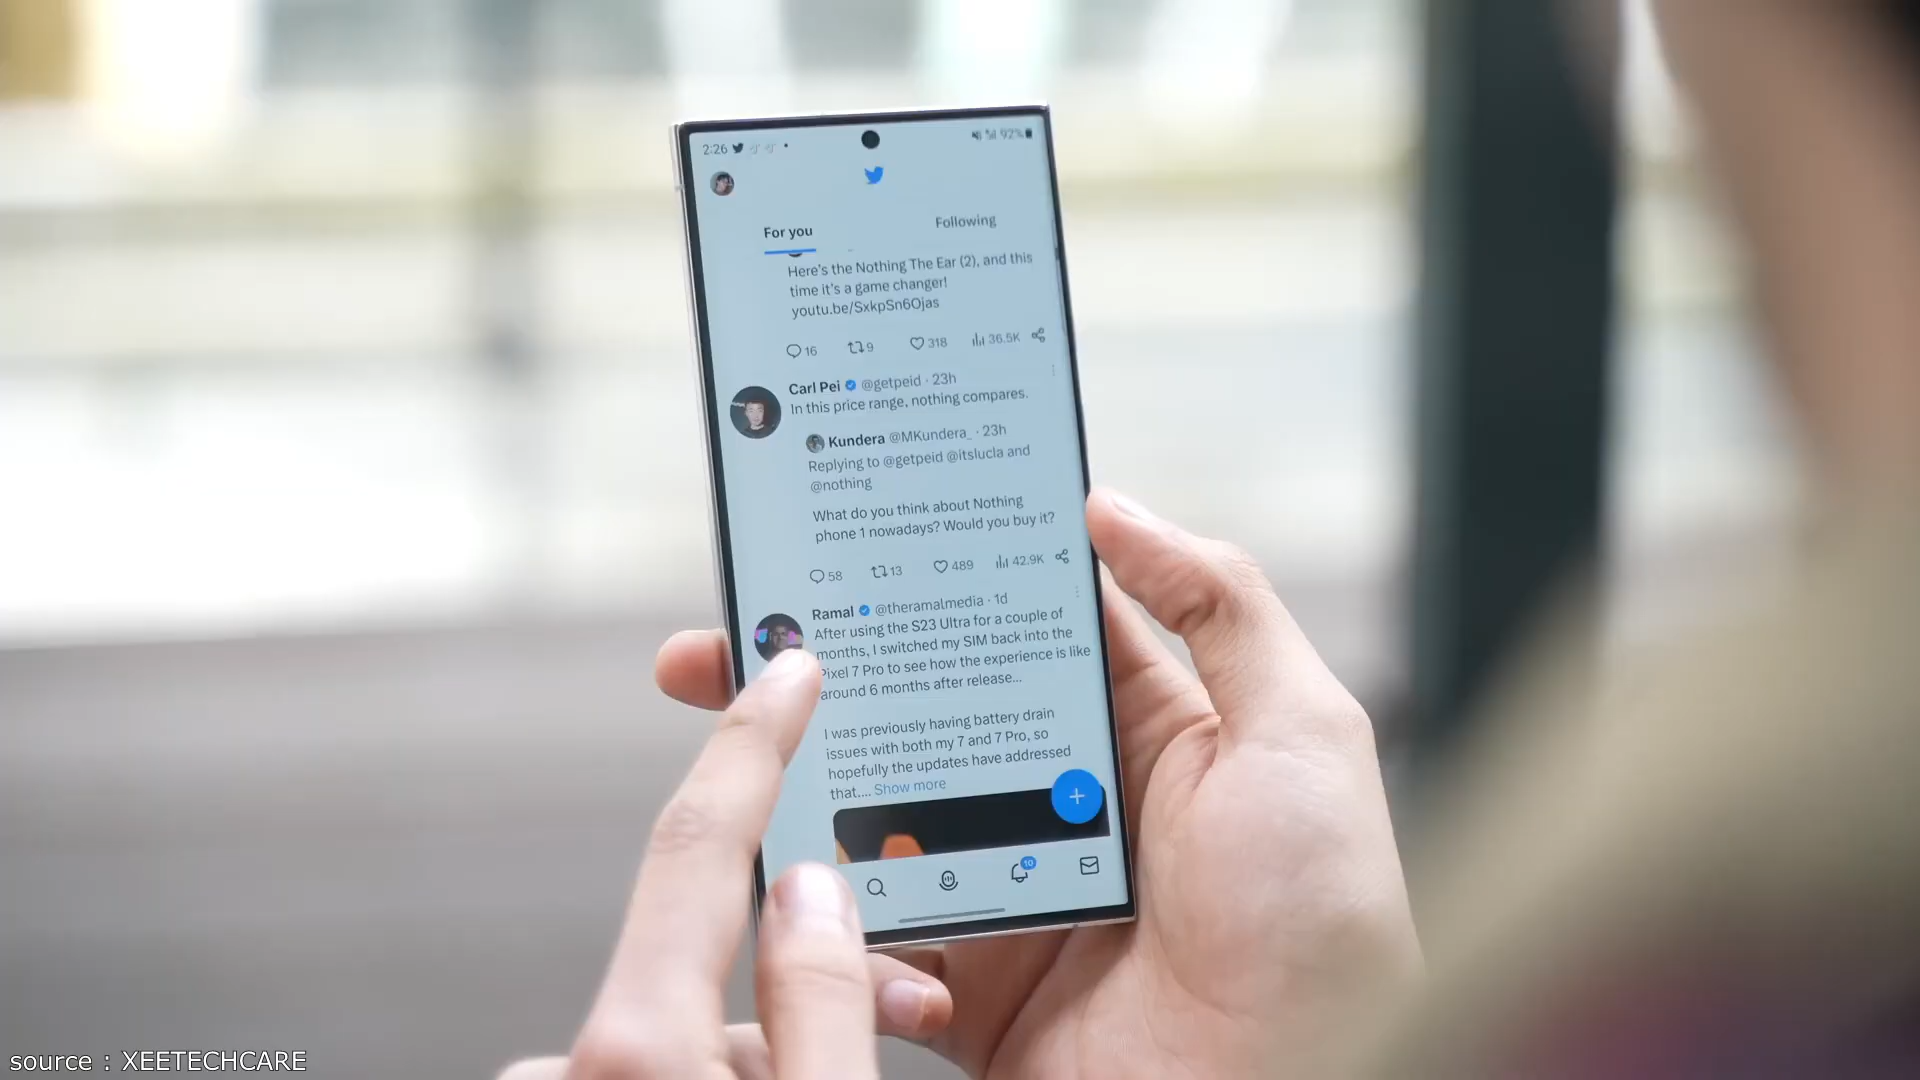 2:26
92%
For you
Following
Here's the Nothing The Ear (2), and this
time it's a game changer!
youtu.be/SxkpSn6Ojas
16
9
318
36.5K
Carl Pei @getpeid · 23h
In this price range, nothing compares.
Kundera @MKundera_ · 23h
Replying to @getpeid @itslucla and
@nothing
What do you think about Nothing
phone 1 nowadays? Would you buy it?
58
13
489
42.9K
Ramal @theramalmedia · 1d
After using the S23 Ultra for a couple of
months, I switched my SIM back into the
Pixel 7 Pro to see how the experience is like
around 6 months after release...
I was previously having battery drain
issues with both my 7 and 7 Pro, so
hopefully the updates have addressed
that.... Show more
10
source : XEETECHCARE